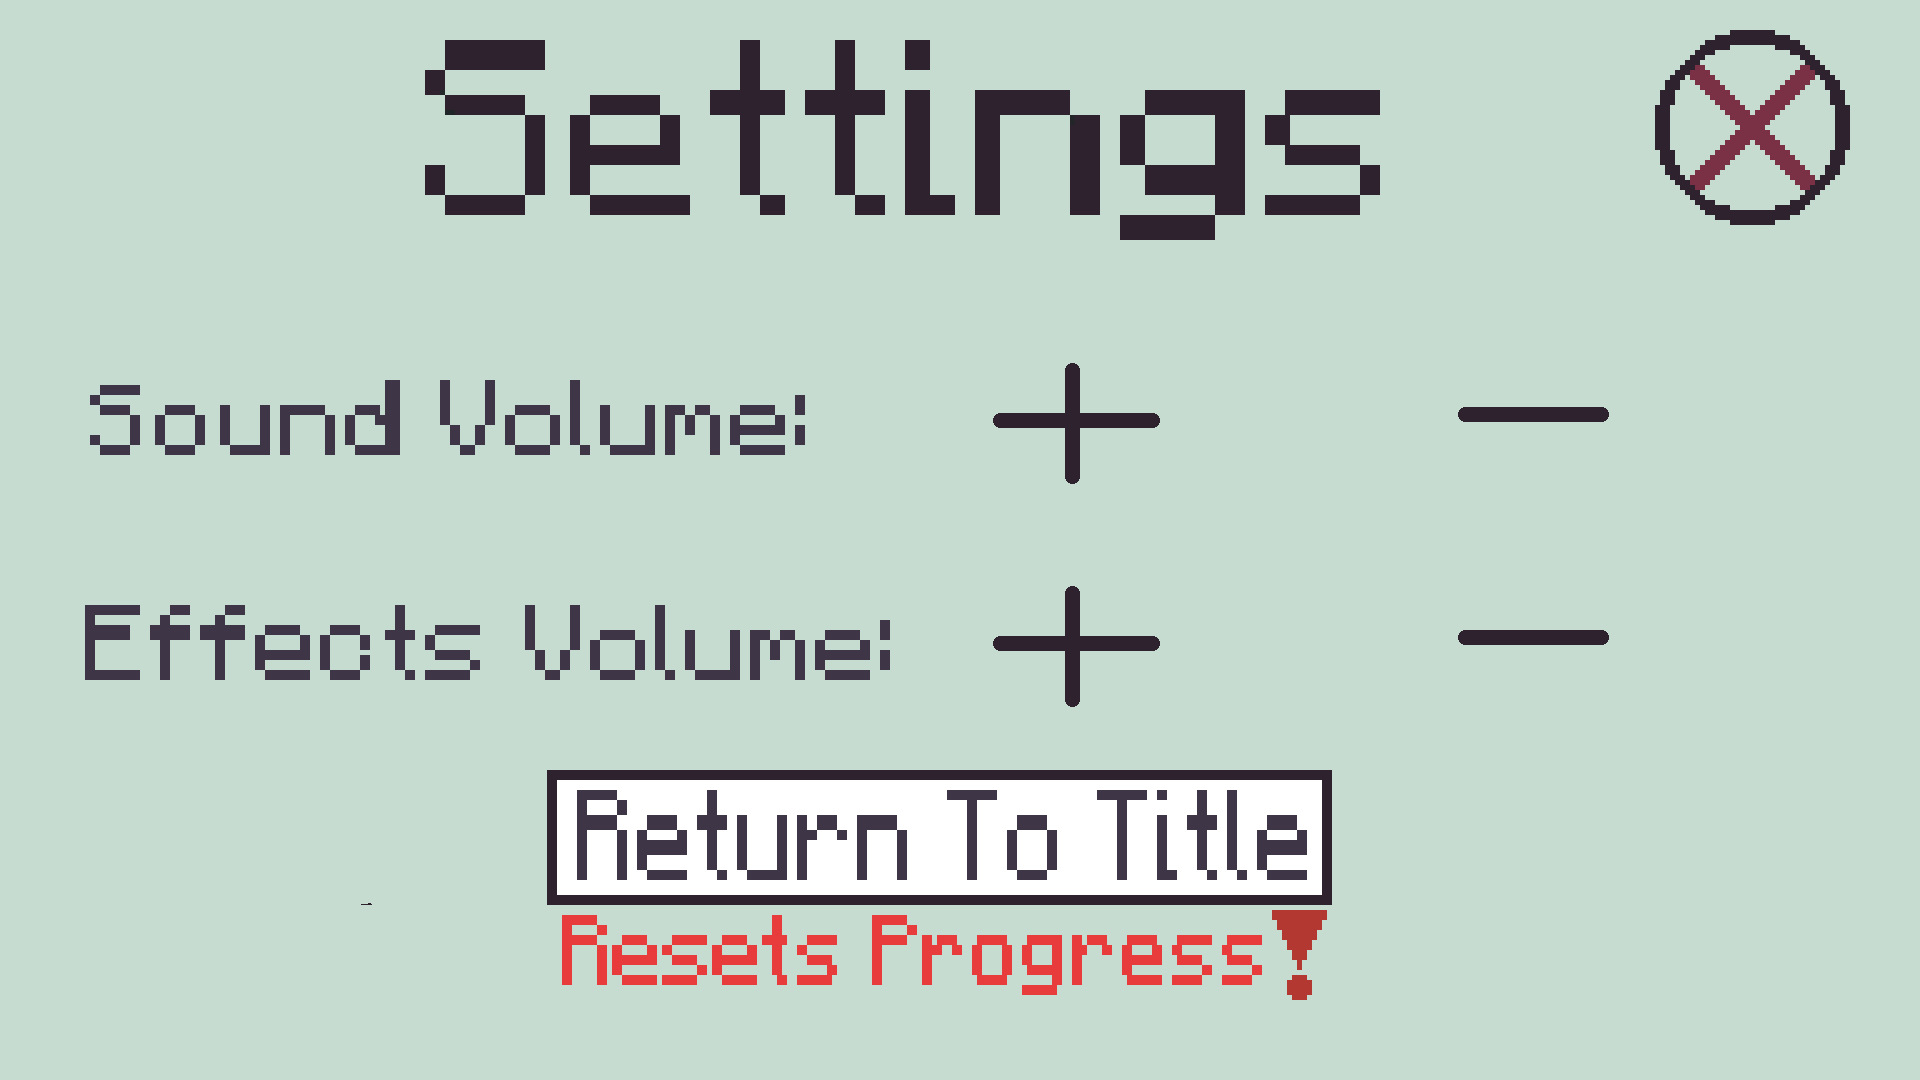 Settings
Sound Volume: + -
Effects Volume: + -
Return To Title
Resets Progress!